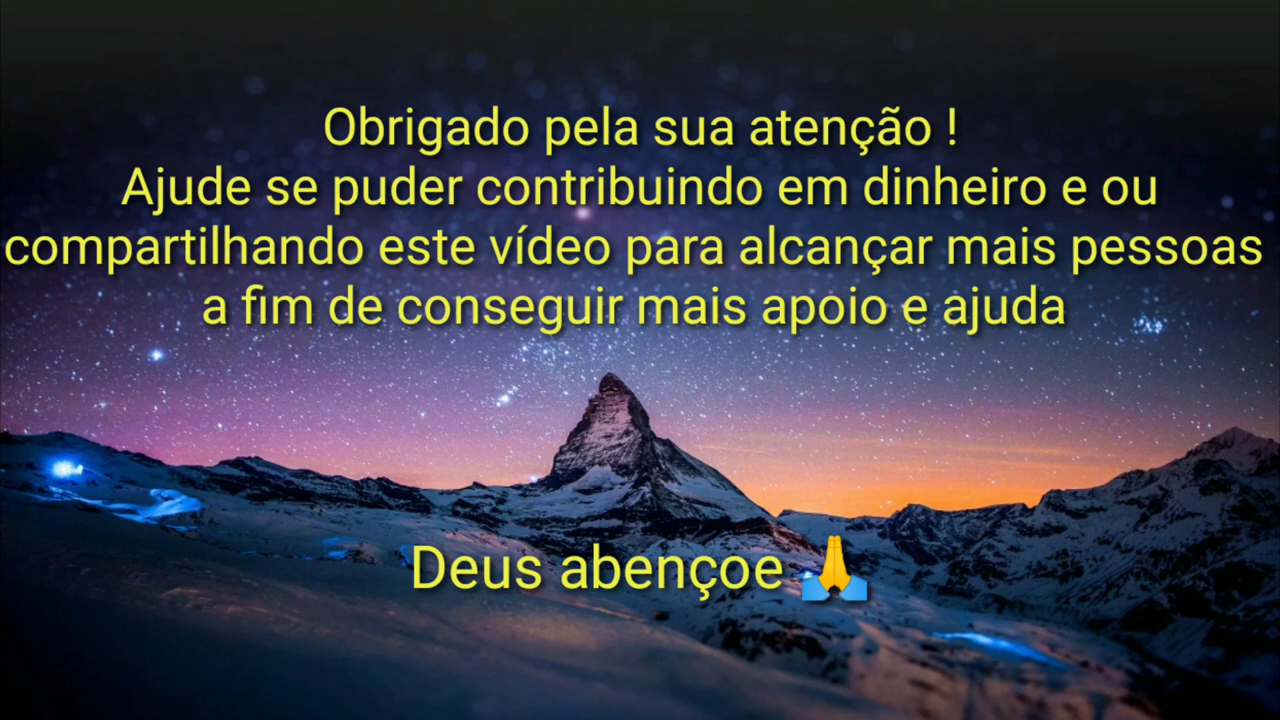 Obrigado pela sua atenção !
Ajude se puder contribuindo em dinheiro e ou
compartilhando este vídeo para alcançar mais pessoas
a fim de conseguir mais apoio e ajuda
Deus abençoe 🙏